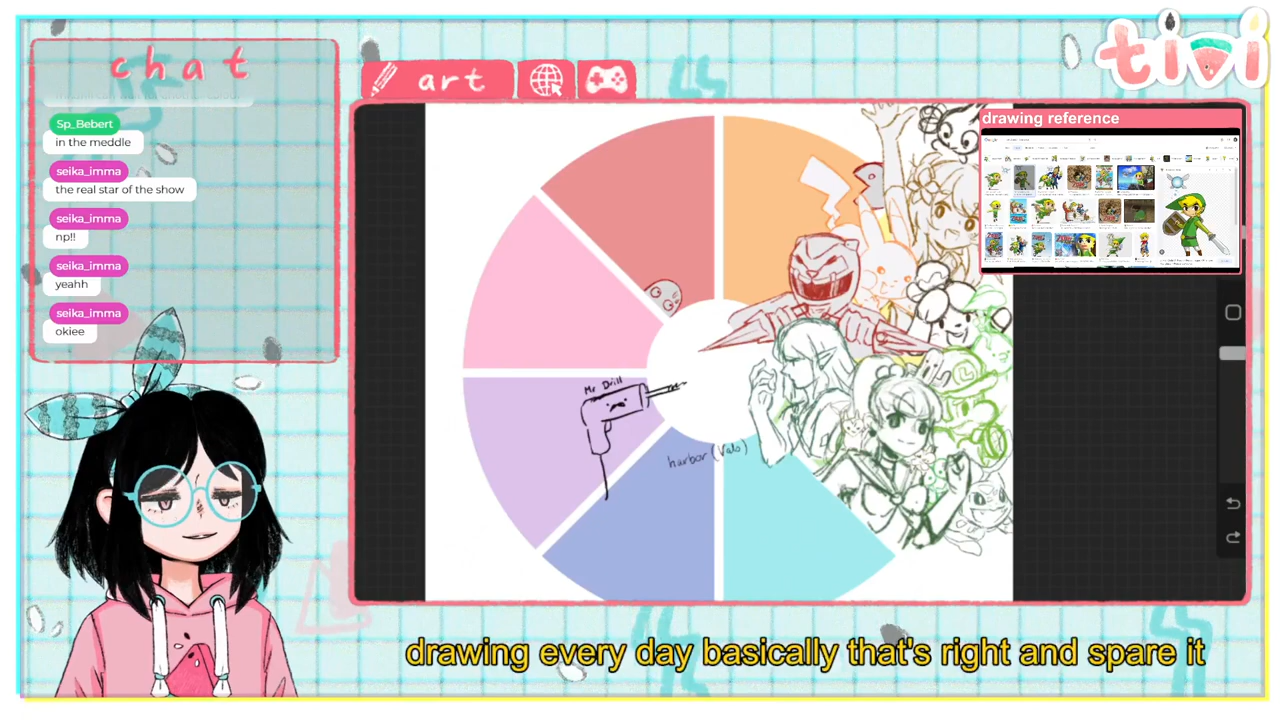 chat
Sp_Bebert
in the meddle
seika_imma
the real star of the show
seika_imma
np!!
seika_imma
yeahh
seika_imma
okiee
art
tivi
drawing reference
Mr Drill
harbor (Valo)
drawing every day basically that's right and spare it